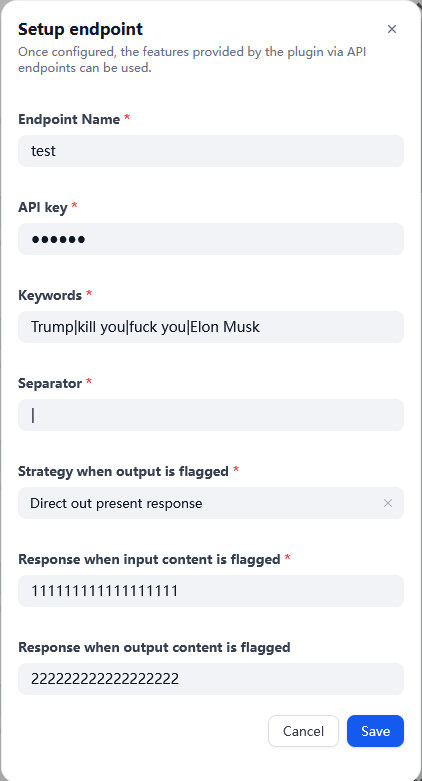 Setup endpoint
Once configured, the features provided by the plugin via API
endpoints can be used.
Endpoint Name *
test
API key *
●●●●●●
Keywords *
Trump|kill you|fuck you|Elon Musk
Separator *
|
Strategy when output is flagged *
Direct out present response
Response when input content is flagged *
111111111111111111
Response when output content is flagged
222222222222222222
Cancel Save